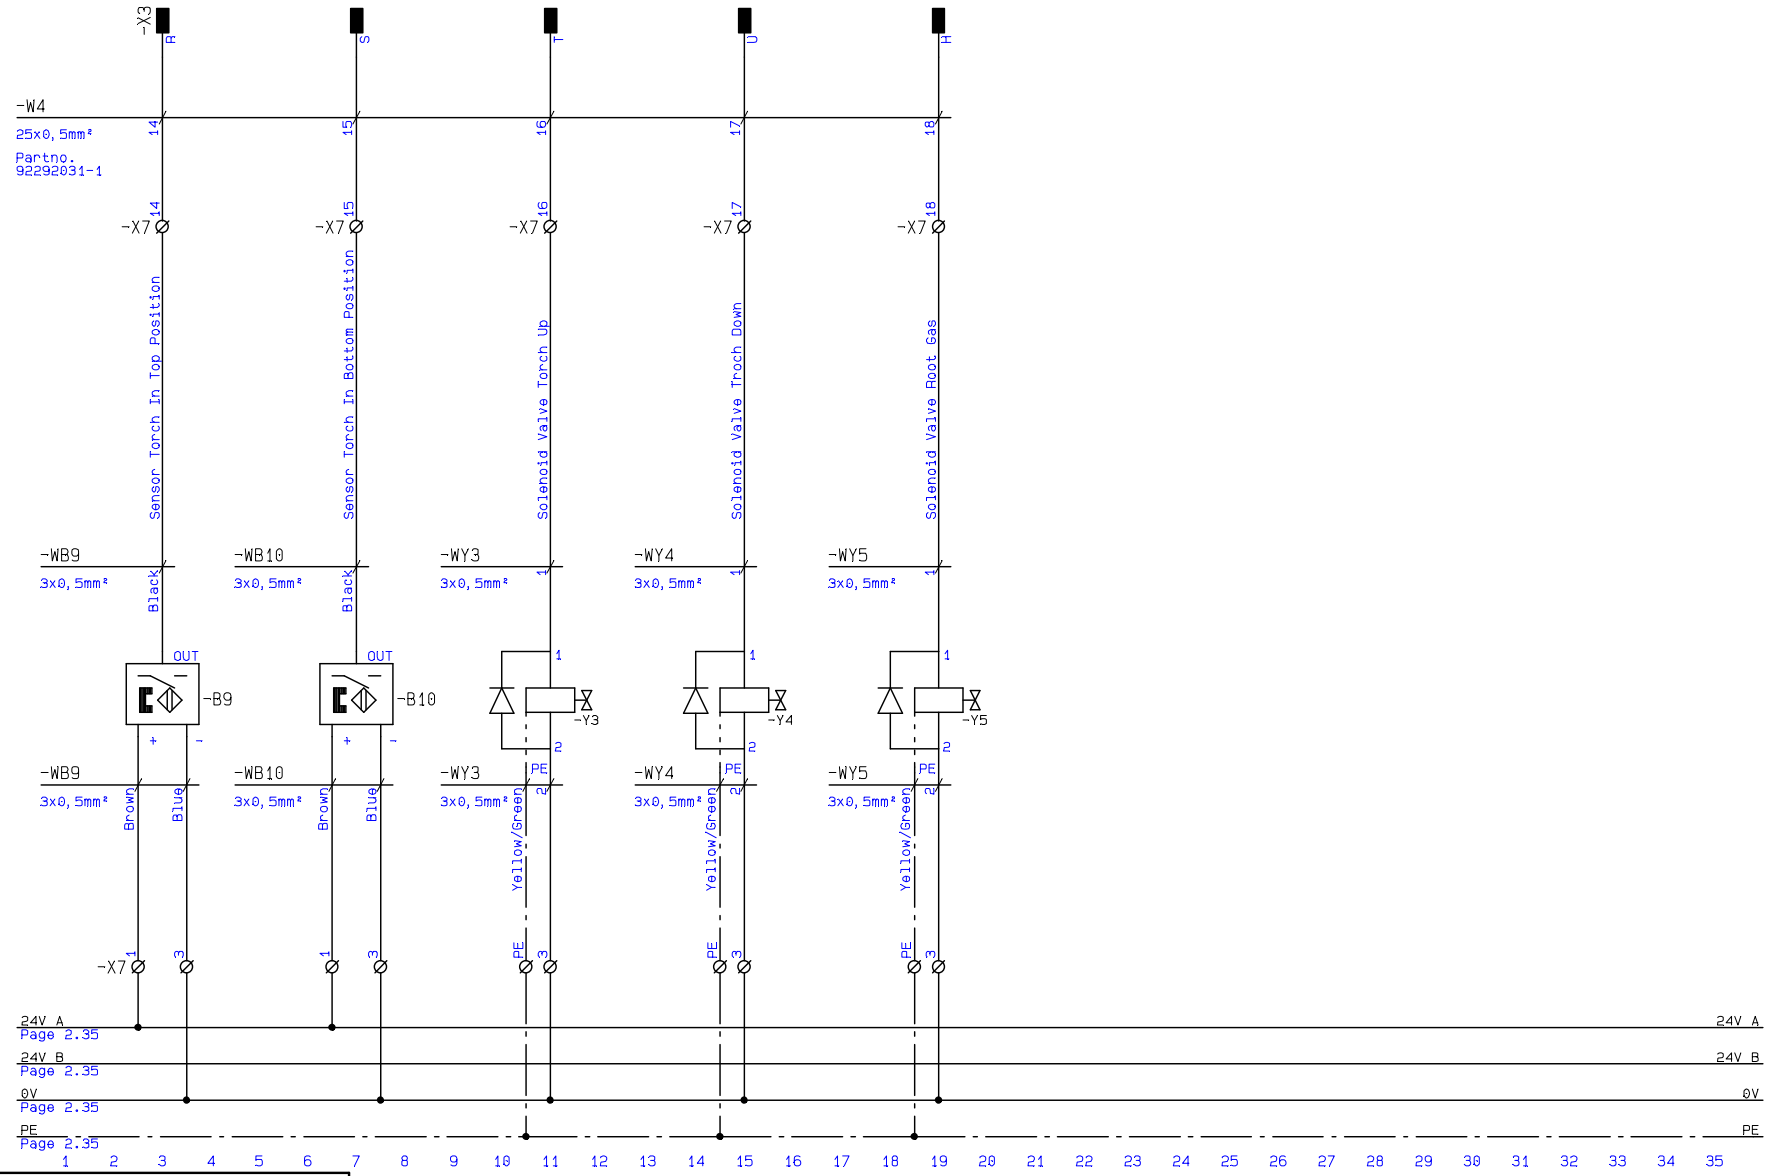 -X3
R S T U H
-W4
25x0,5mm²
Partno.
92292031-1
14 15 16 17 18
14 15 16 17 18
-X7 -X7 -X7 -X7 -X7
Sensor Torch In Top Position
Sensor Torch In Bottom Position
Solenoid Valve Torch Up
Solenoid Valve Troch Down
Solenoid Valve Root Gas
-WB9 -WB10 -WY3 -WY4 -WY5
3x0,5mm² 3x0,5mm² 3x0,5mm² 3x0,5mm² 3x0,5mm²
Black Black 1 1 1
OUT OUT 1 1 1
-B9 -B10 -Y3 -Y4 -Y5
+ - + - 2 2 2
-WB9 -WB10 -WY3 PE -WY4 PE -WY5 PE
3x0,5mm² 3x0,5mm² 3x0,5mm² 2 3x0,5mm² 2 3x0,5mm² 2
Brown Blue Brown Blue Yellow/Green Yellow/Green Yellow/Green
1 3 1 3 PE 3 PE 3 PE 3
-X7
24V A 24V A
Page 2.35
24V B 24V B
Page 2.35
0V 0V
Page 2.35
PE PE
Page 2.35
1 2 3 4 5 6 7 8 9 10 11 12 13 14 15 16 17 18 19 20 21 22 23 24 25 26 27 28 29 30 31 32 33 34 35